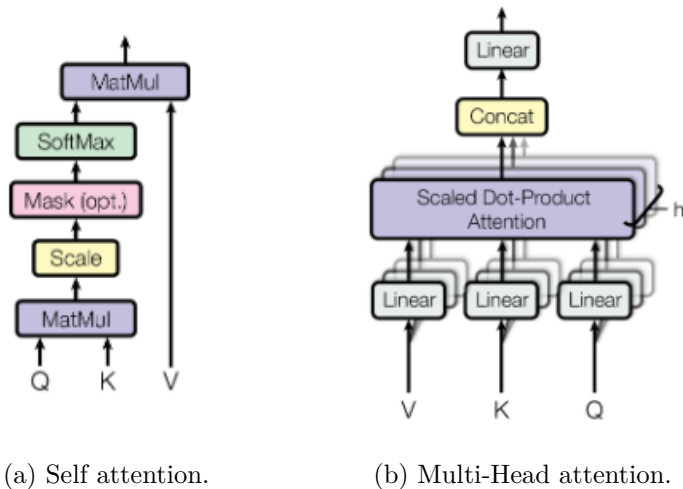 MatMul
SoftMax
Mask (opt.)
Scale
MatMul
Q K V
(a) Self attention.
Linear
Concat
Scaled Dot-Product
Attention
h
Linear Linear Linear
V K Q
(b) Multi-Head attention.